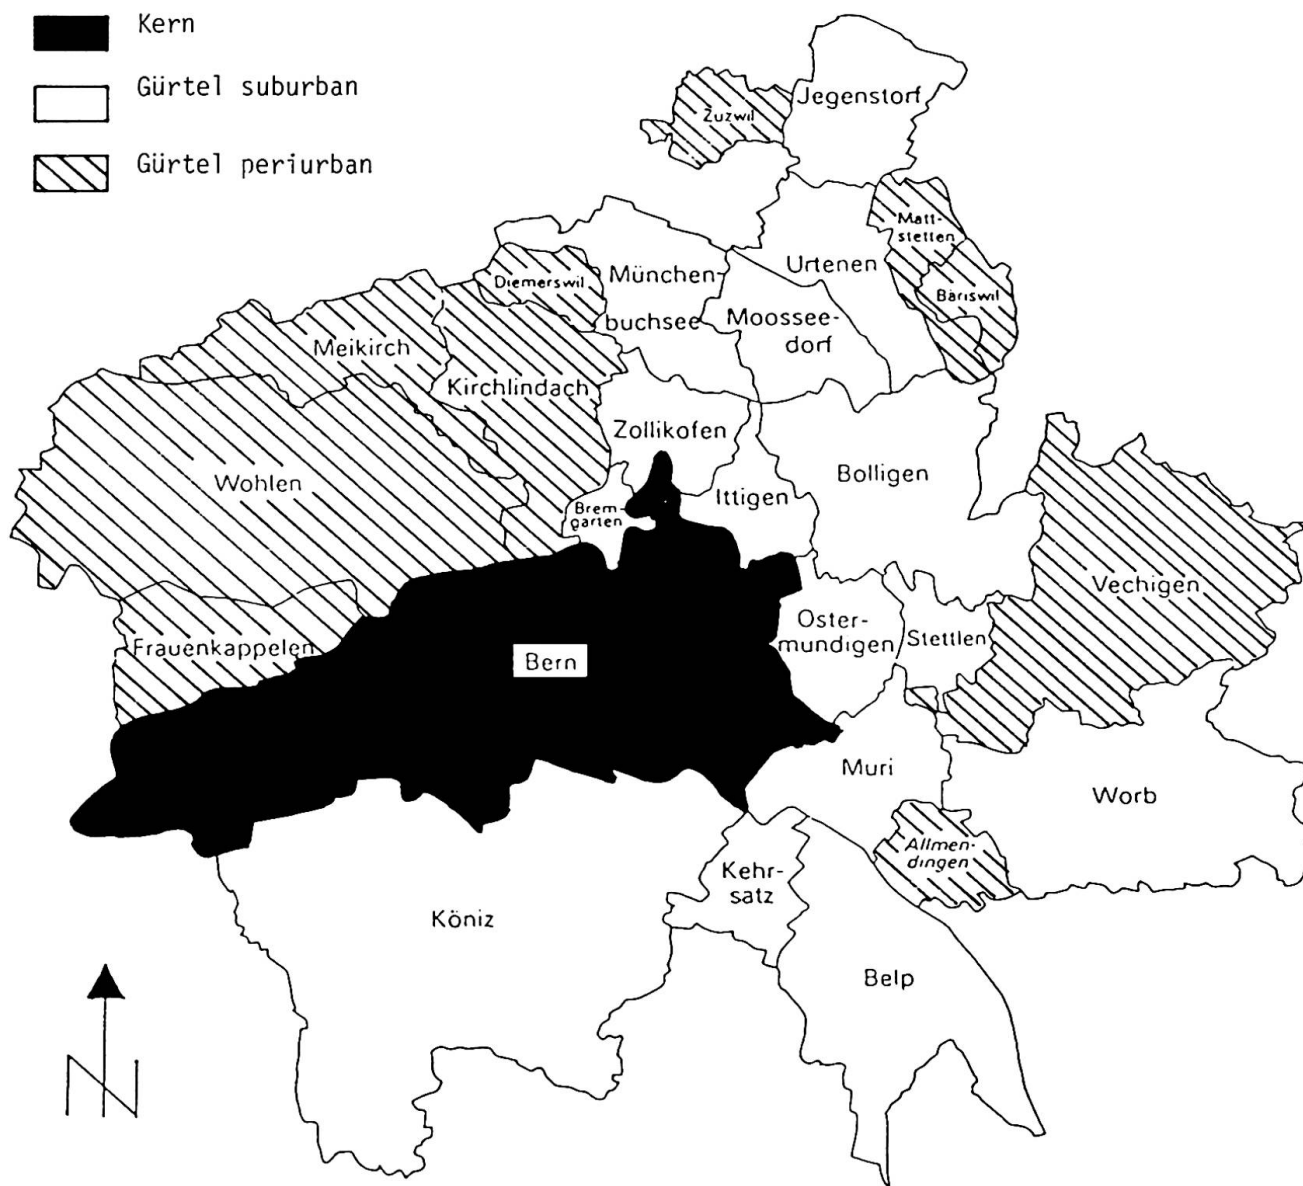 Kern
Gürtel suburban
Gürtel periurban
Jegenstorf
Zuzwil
Matt-
stetten
Bäriswil
Urtenen
München-
buchsee
Diemerswil
Moossee-
dorf
Meikirch
Kirchlindach
Zollikofen
Wohlen
Brem-
garten
Ittigen
Bolligen
Vechigen
Frauenkappelen
Bern
Oster-
mundigen
Stettlen
Muri
Worb
Allmen-
dingen
Kehr-
satz
Köniz
Belp
N